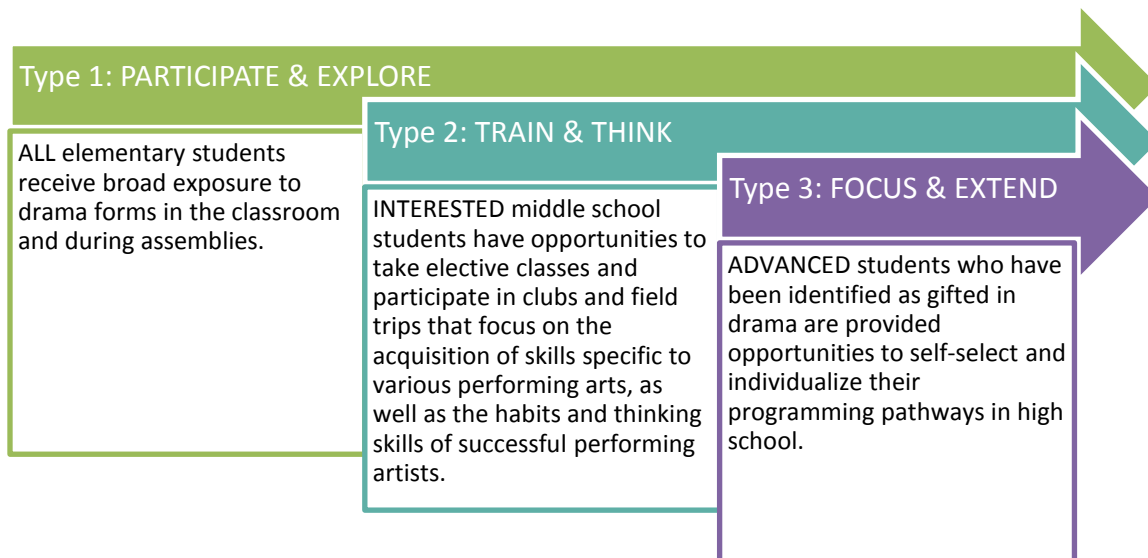 Type 1: PARTICIPATE & EXPLORE
ALL elementary students
receive broad exposure to
drama forms in the classroom
and during assemblies.
Type 2: TRAIN & THINK
INTERESTED middle school
students have opportunities to
take elective classes and
participate in clubs and field
trips that focus on the
acquisition of skills specific to
various performing arts, as
well as the habits and thinking
skills of successful performing
artists.
Type 3: FOCUS & EXTEND
ADVANCED students who have
been identified as gifted in
drama are provided
opportunities to self-select and
individualize their
programming pathways in high
school.